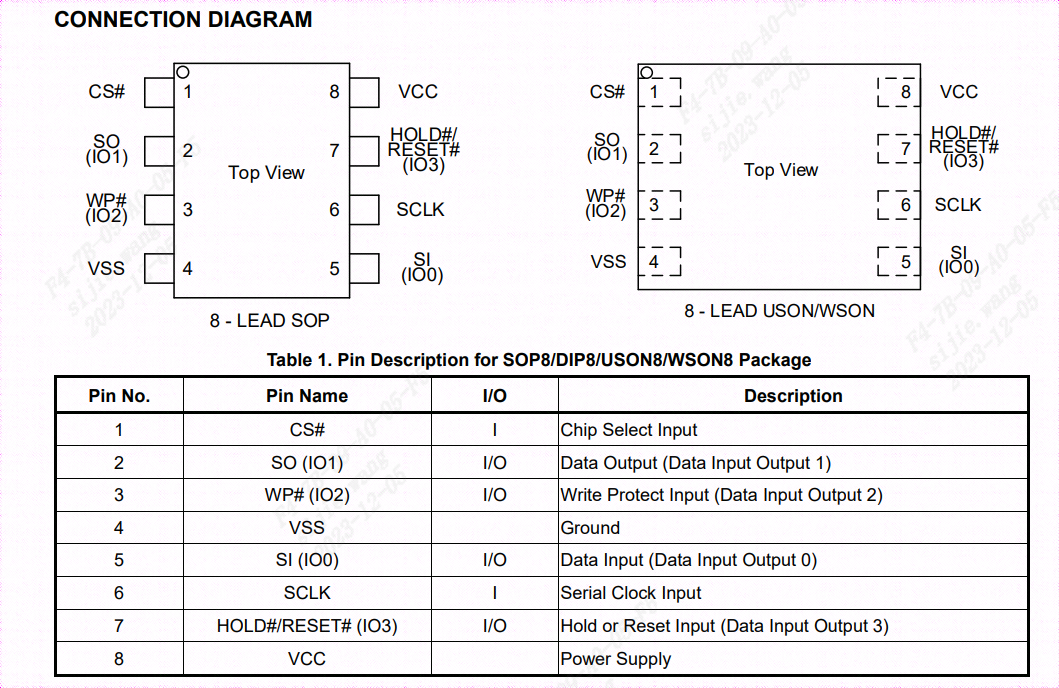 CONNECTION DIAGRAM
CS# 1 8 VCC
SO (IO1) 2 7 HOLD#/ RESET# (IO3)
Top View
WP# (IO2) 3 6 SCLK
VSS 4 5 SI (IO0)
8 - LEAD SOP
CS# 1 8 VCC
SO (IO1) 2 7 HOLD#/ RESET# (IO3)
Top View
WP# (IO2) 3 6 SCLK
VSS 4 5 SI (IO0)
8 - LEAD USON/WSON
Table 1. Pin Description for SOP8/DIP8/USON8/WSON8 Package
Pin No. Pin Name I/O Description
1 CS# I Chip Select Input
2 SO (IO1) I/O Data Output (Data Input Output 1)
3 WP# (IO2) I/O Write Protect Input (Data Input Output 2)
4 VSS Ground
5 SI (IO0) I/O Data Input (Data Input Output 0)
6 SCLK I Serial Clock Input
7 HOLD#/RESET# (IO3) I/O Hold or Reset Input (Data Input Output 3)
8 VCC Power Supply
F4-7B-09-A0-05-F5
sijie.wang
2023-12-05